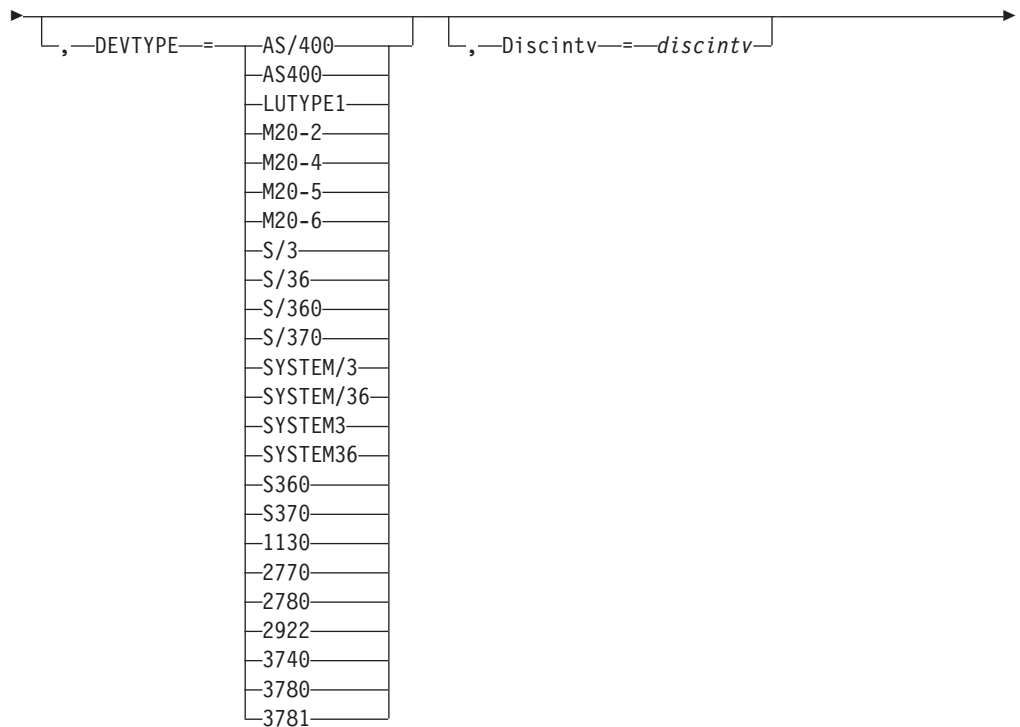 , DEVTYPE = AS/400 , Discintv = discintv
AS400
LUTYPE1
M20-2
M20-4
M20-5
M20-6
S/3
S/36
S/360
S/370
SYSTEM/3
SYSTEM/36
SYSTEM3
SYSTEM36
S360
S370
1130
2770
2780
2922
3740
3780
3781